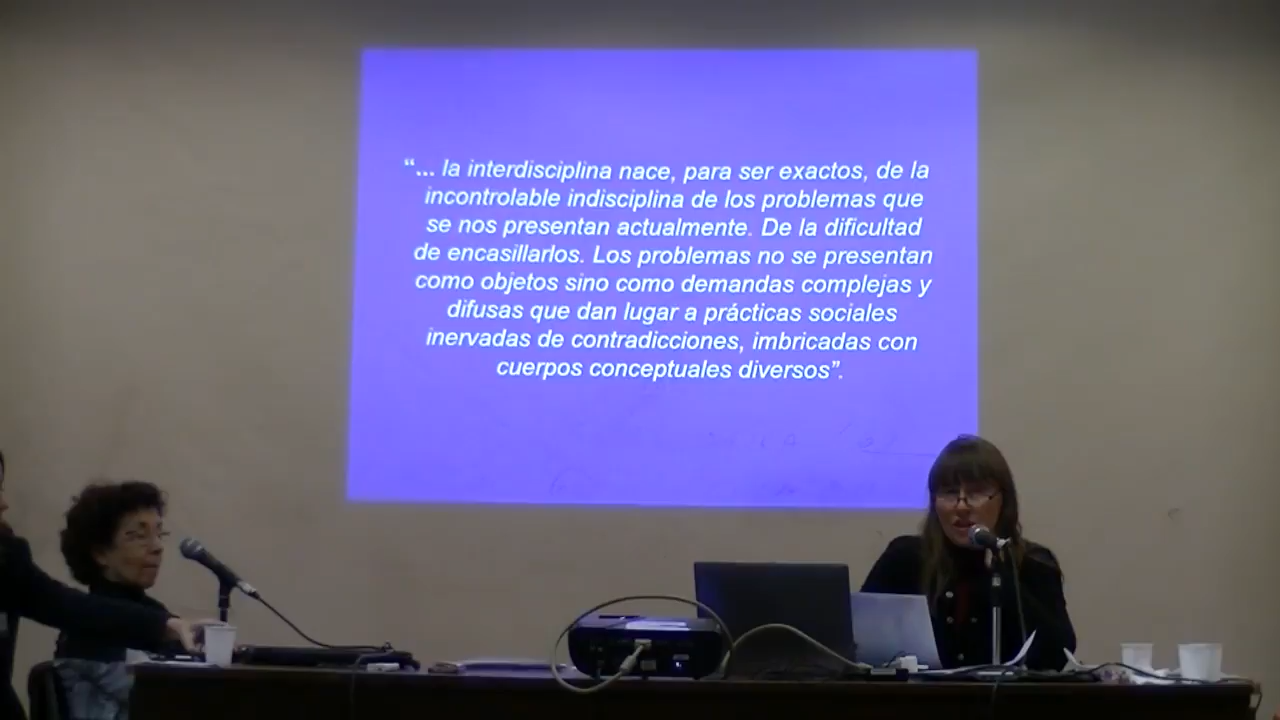 “... la interdisciplina nace, para ser exactos, de la
incontrolable indisciplina de los problemas que
se nos presentan actualmente. De la dificultad
de encasillarlos. Los problemas no se presentan
como objetos sino como demandas complejas y
difusas que dan lugar a prácticas sociales
inervadas de contradicciones, imbricadas con
cuerpos conceptuales diversos”.